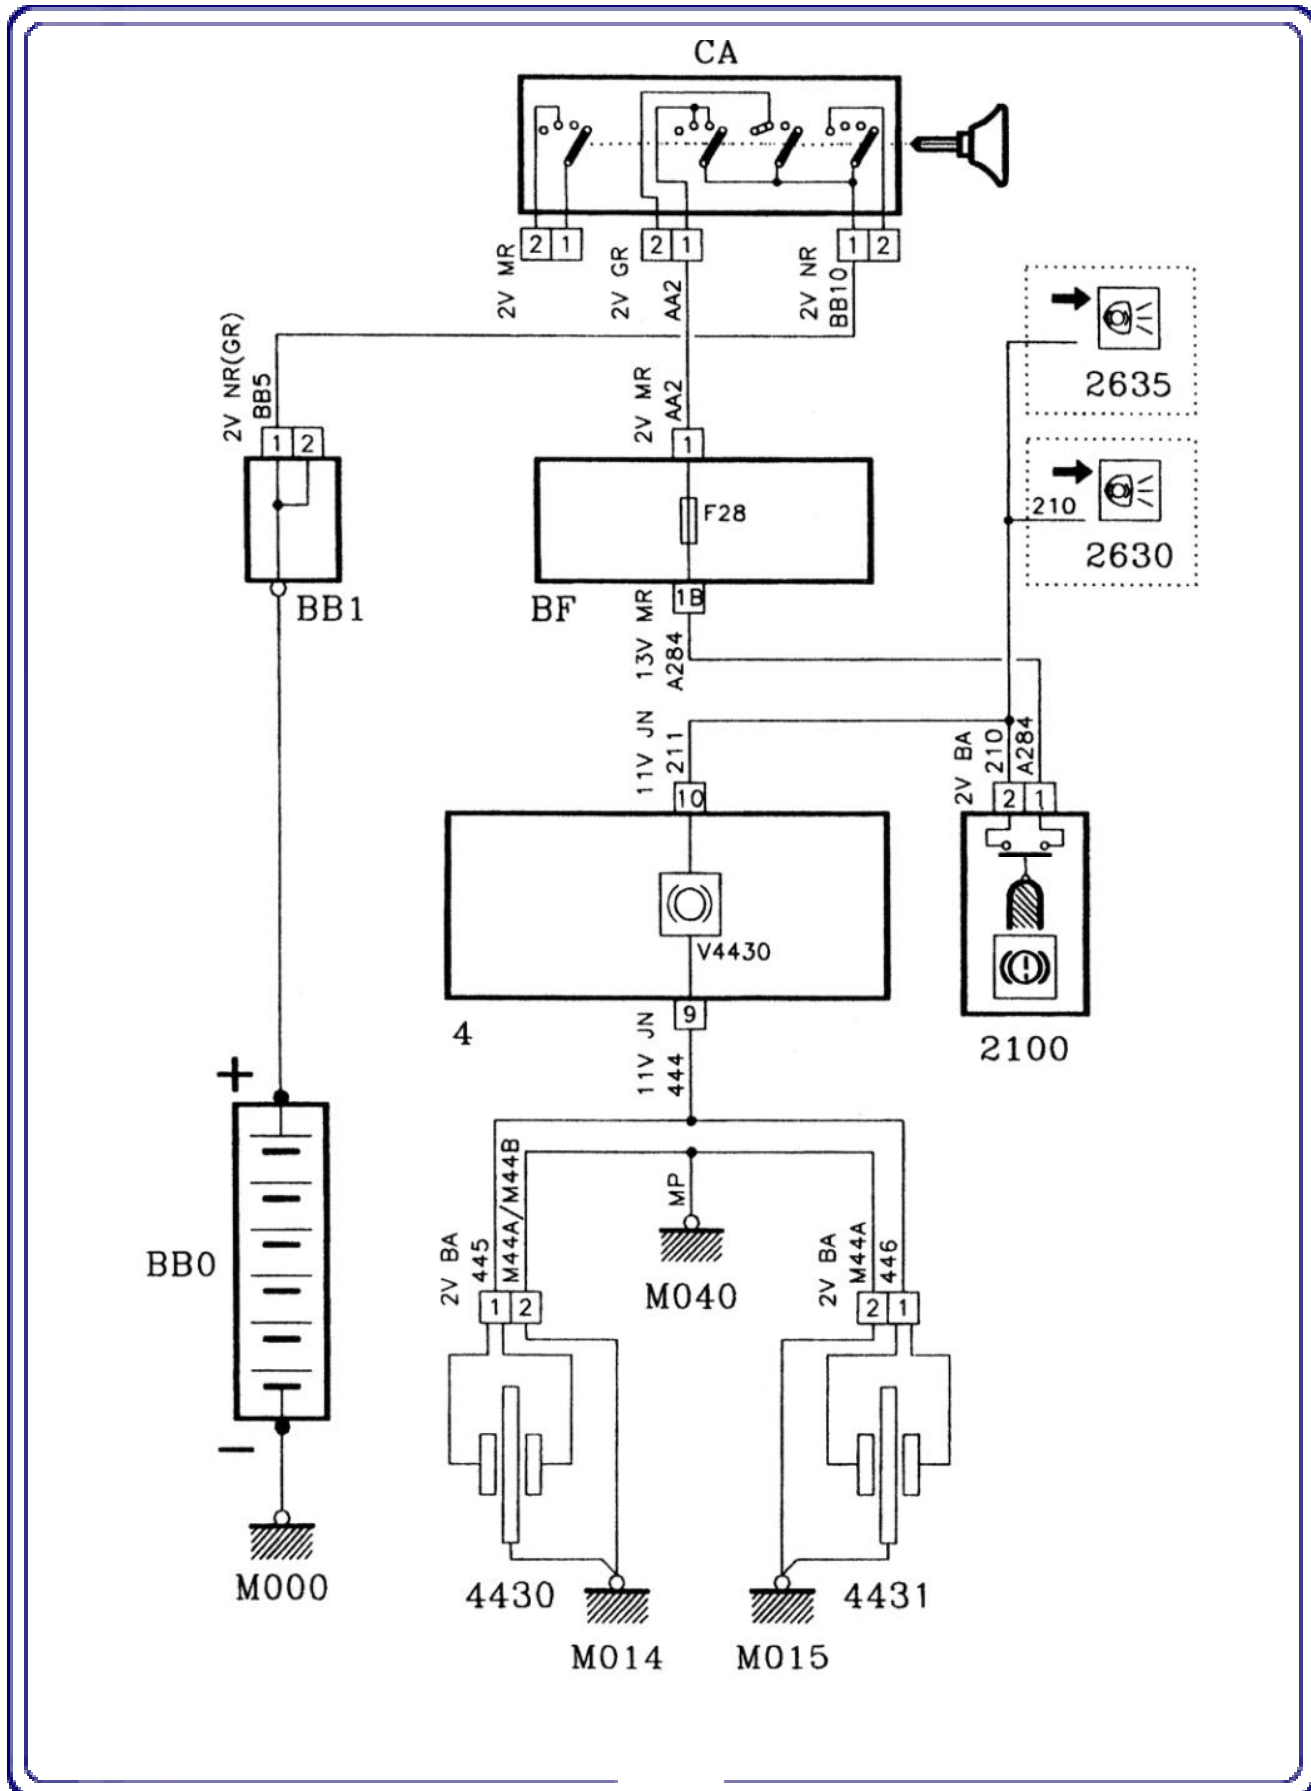 CA
2 1
2 1
1 2
2V MR
2V GR
AA2
2V NR
BB10
2V NR(GR)
BB5
1 2
BB1
2V MR
AA2
1
F28
BF
1B
13V MR
A284
2635
210
2630
11V JN
211
10
V4430
4
9
11V JN
444
2V BA
210
A284
2 1
2100
+
BB0
−
M000
MP
M040
2V BA
445
M44A/M44B
1 2
4430
M014
2V BA
M44A
446
2 1
4431
M015